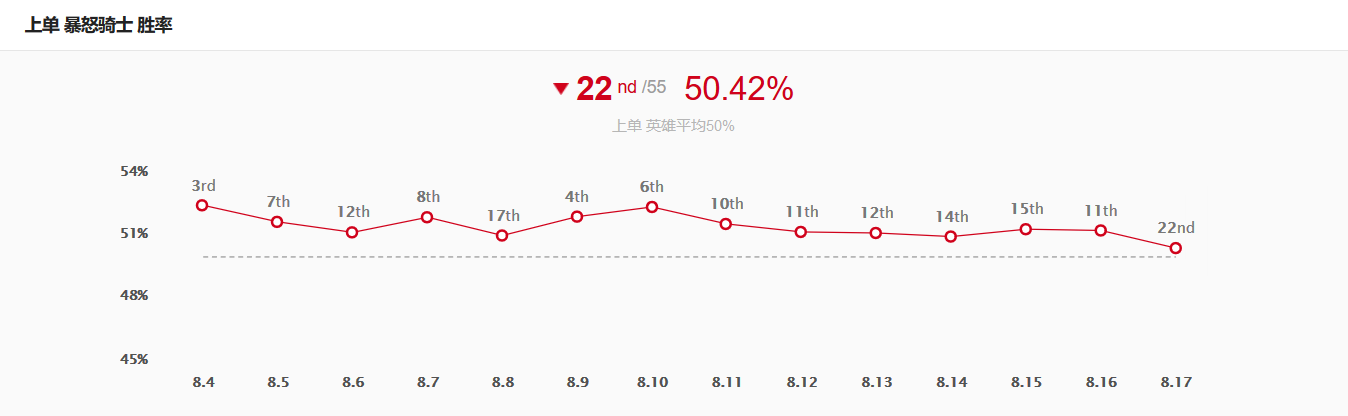 上单 暴怒骑士 胜率
22 nd /55 50.42%
上单 英雄平均50%
54%
3rd 7th 12th 8th 17th 4th 6th 10th 11th 12th 14th 15th 11th 22nd
51%
48%
45%
8.4 8.5 8.6 8.7 8.8 8.9 8.10 8.11 8.12 8.13 8.14 8.15 8.16 8.17